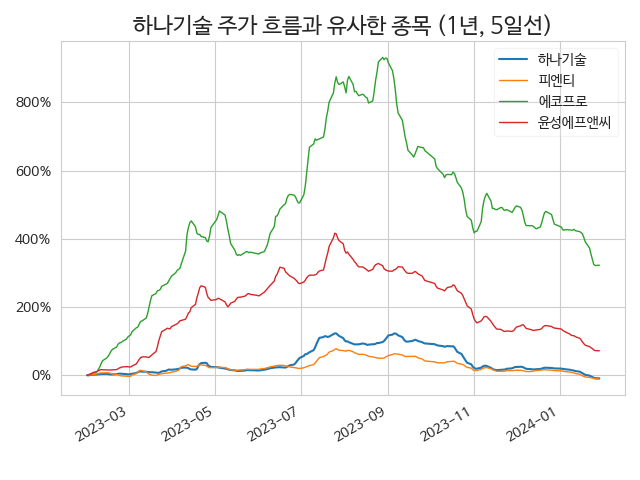 하나기술 주가 흐름과 유사한 종목 (1년, 5일선)
하나기술
피엔티
에코프로
윤성에프앤씨
800%
600%
400%
200%
0%
2023-03
2023-05
2023-07
2023-09
2023-11
2024-01